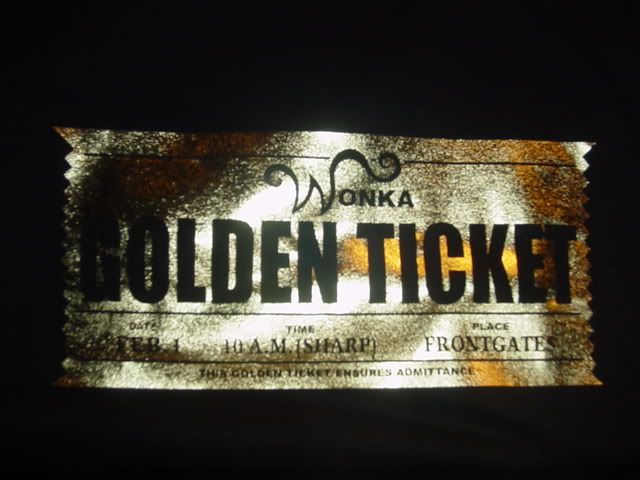 WONKA
GOLDEN TICKET
DATE TIME PLACE
FEB 1 10 A.M. (SHARP) FRONTGATES
THIS GOLDEN TICKET ENSURES ADMITTANCE